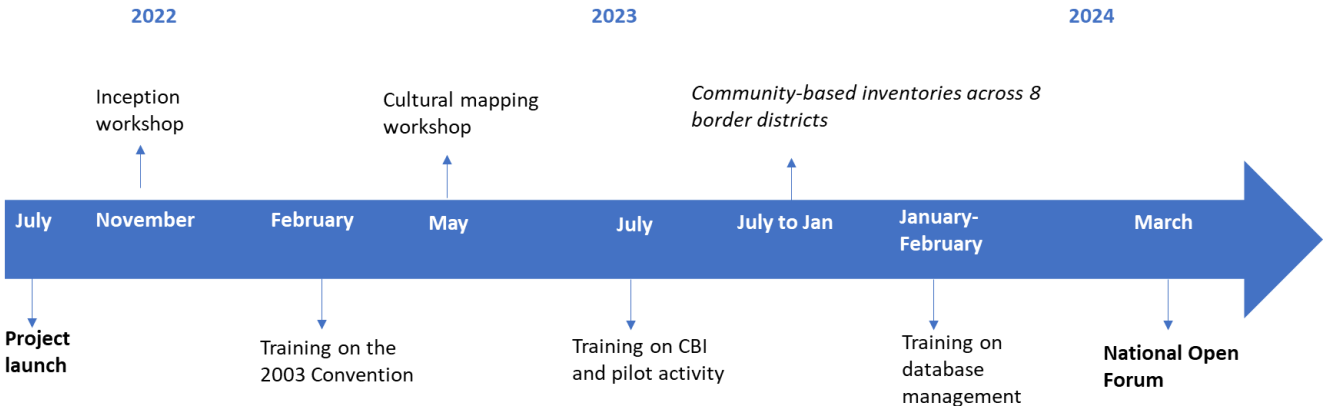 2022
2023
2024
Inception
workshop
Cultural mapping
workshop
Community-based inventories across 8
border districts
July
November
February
May
July
July to Jan
January-
February
March
Project
launch
Training on the
2003 Convention
Training on CBI
and pilot activity
Training on
database
management
National Open
Forum